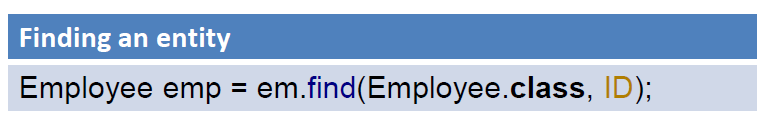 Finding an entity
Employee emp = em.find(Employee.class, ID);